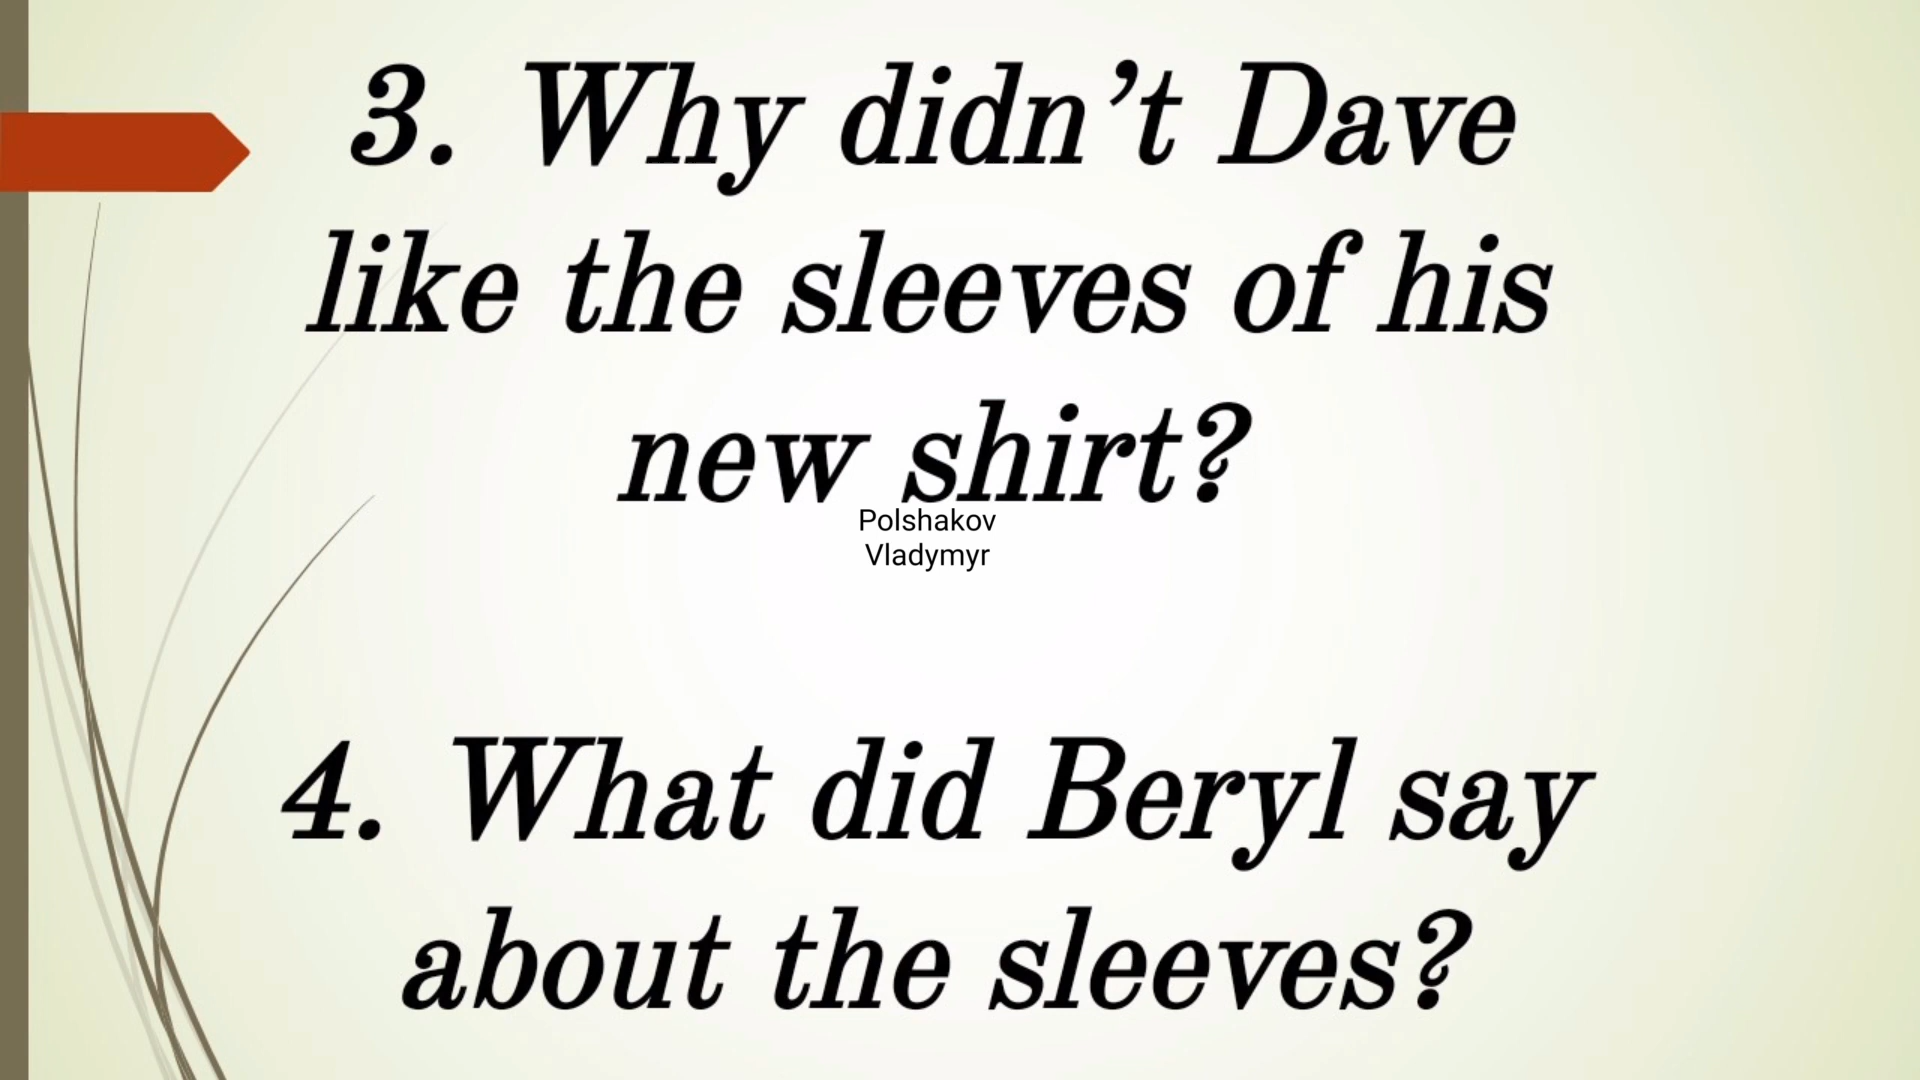 3. Why didn’t Dave
like the sleeves of his
new shirt?
Polshakov
Vladymyr
4. What did Beryl say
about the sleeves?